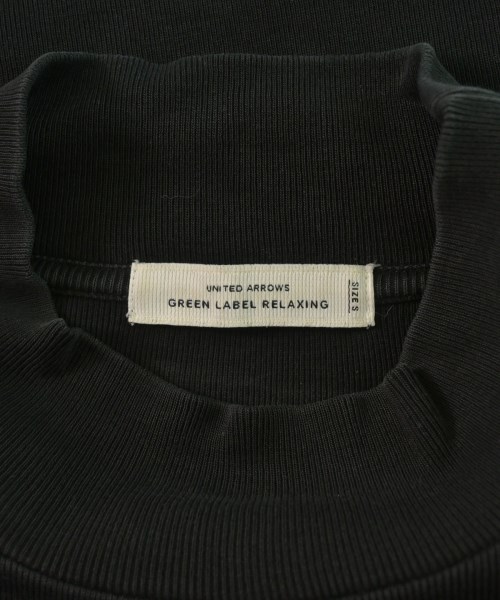 UNITED ARROWS
GREEN LABEL RELAXING
SIZE S